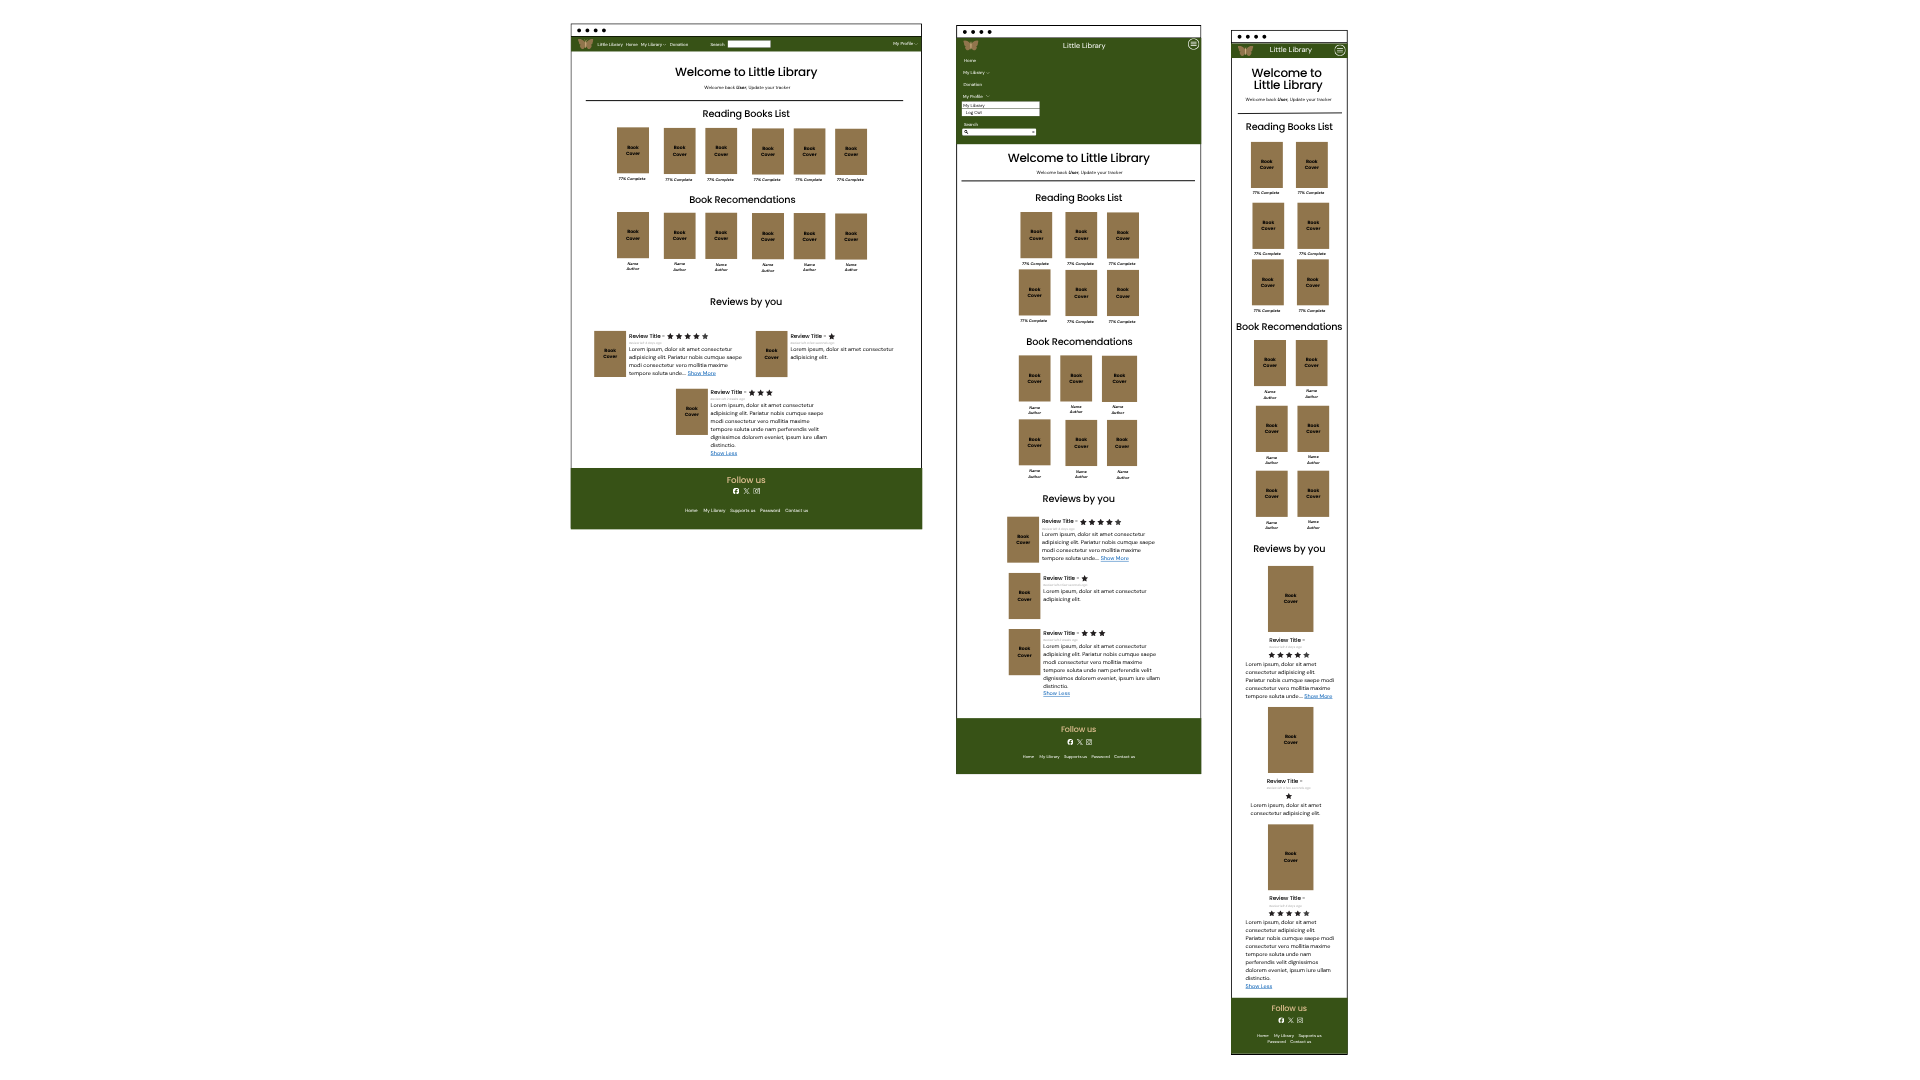 Little Library Home My Library Donation Search My Profile
Welcome to Little Library
Welcome back User, Update your tracker
Reading Books List
Book Cover Book Cover Book Cover Book Cover Book Cover Book Cover
77% Complete 77% Complete 77% Complete 77% Complete 77% Complete 77% Complete
Book Recomendations
Book Cover Book Cover Book Cover Book Cover Book Cover Book Cover
Name Name Name Name Name Name
Author Author Author Author Author Author
Reviews by you
Book Cover
Review Title -
Lorem ipsum, dolor sit amet consectetur
adipisicing elit. Pariatur nobis cumque saepe
modi consectetur vero mollitia maxime
tempore soluta unde... Show More
Book Cover
Review Title -
Lorem ipsum, dolor sit amet consectetur
adipisicing elit.
Book Cover
Review Title -
Lorem ipsum, dolor sit amet consectetur
adipisicing elit. Pariatur nobis cumque saepe
modi consectetur vero mollitia maxime
tempore soluta unde nam perferendis velit
dignissimos dolorem eveniet, ipsum iure ullam
distinctio.
Show Less
Follow us
Home My Library Supports us Password Contact us
Little Library
Home
My Library
Donation
My Profile
My Library
Log Out
Search
Welcome to Little Library
Welcome back User, Update your tracker
Reading Books List
Book Cover Book Cover Book Cover
77% Complete 77% Complete 77% Complete
Book Cover Book Cover Book Cover
77% Complete 77% Complete 77% Complete
Book Recomendations
Book Cover Book Cover Book Cover
Name Name Name
Author Author Author
Book Cover Book Cover Book Cover
Name Name Name
Author Author Author
Reviews by you
Book Cover
Review Title -
Lorem ipsum, dolor sit amet consectetur
adipisicing elit. Pariatur nobis cumque saepe
modi consectetur vero mollitia maxime
tempore soluta unde... Show More
Book Cover
Review Title -
Lorem ipsum, dolor sit amet consectetur
adipisicing elit.
Book Cover
Review Title -
Lorem ipsum, dolor sit amet consectetur
adipisicing elit. Pariatur nobis cumque saepe
modi consectetur vero mollitia maxime
tempore soluta unde nam perferendis velit
dignissimos dolorem eveniet, ipsum iure ullam
distinctio.
Show Less
Follow us
Home My Library Supports us Password Contact us
Little Library
Welcome to
Little Library
Welcome back User, Update your tracker
Reading Books List
Book Cover Book Cover
77% Complete 77% Complete
Book Cover Book Cover
77% Complete 77% Complete
Book Cover Book Cover
77% Complete 77% Complete
Book Recomendations
Book Cover Book Cover
Name Name
Author Author
Book Cover Book Cover
Name Name
Author Author
Book Cover Book Cover
Name Name
Author Author
Reviews by you
Book Cover
Review Title -
Lorem ipsum, dolor sit amet
consectetur adipisicing elit.
Pariatur nobis cumque saepe modi
consectetur vero mollitia maxime
tempore soluta unde... Show More
Book Cover
Review Title -
Lorem ipsum, dolor sit amet
consectetur adipisicing elit.
Book Cover
Review Title -
Lorem ipsum, dolor sit amet
consectetur adipisicing elit.
Pariatur nobis cumque saepe modi
consectetur vero mollitia maxime
tempore soluta unde nam
perferendis velit dignissimos
dolorem eveniet, ipsum iure ullam
distinctio.
Show Less
Follow us
Home My Library Supports us
Password Contact us